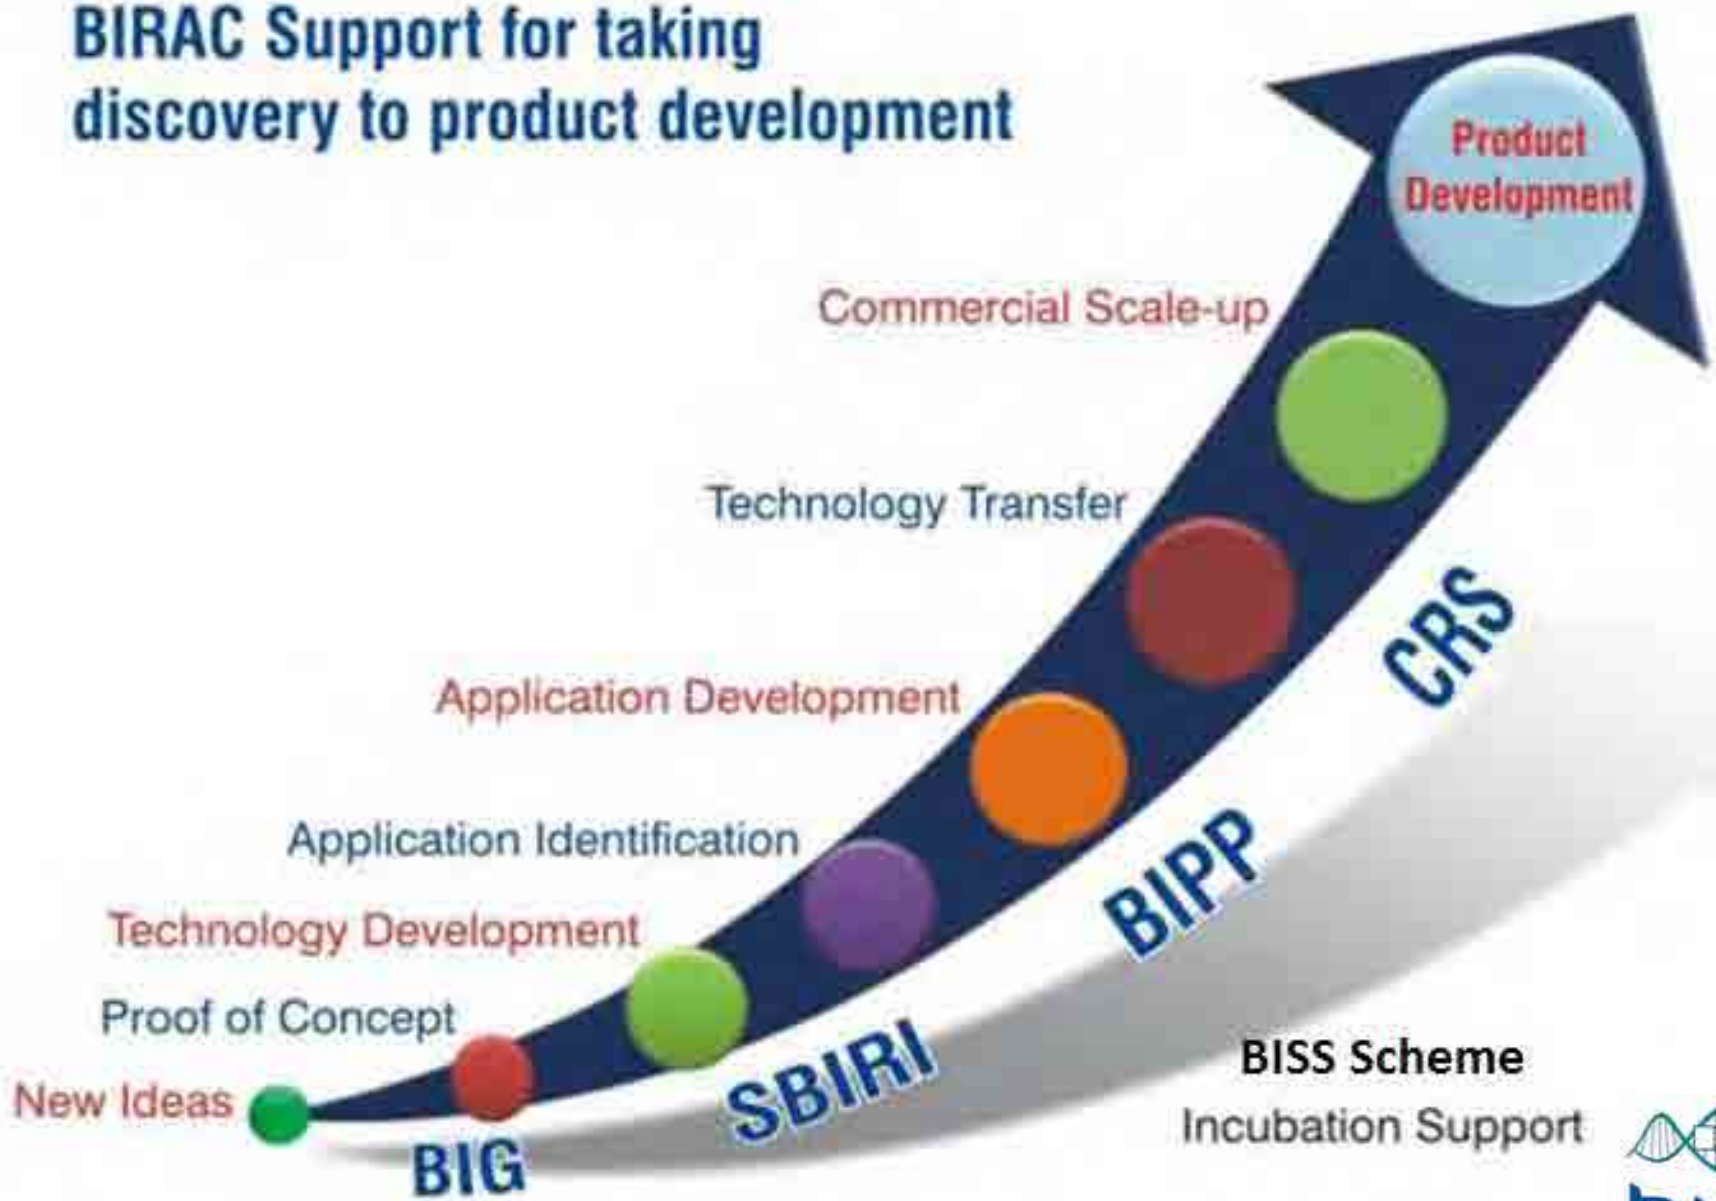 BIRAC Support for taking
discovery to product development
Product
Development
Commercial Scale-up
Technology Transfer
Application Development
Application Identification
Technology Development
Proof of Concept
New Ideas
BIG
SBIRI
BIPP
CRS
BISS Scheme
Incubation Support